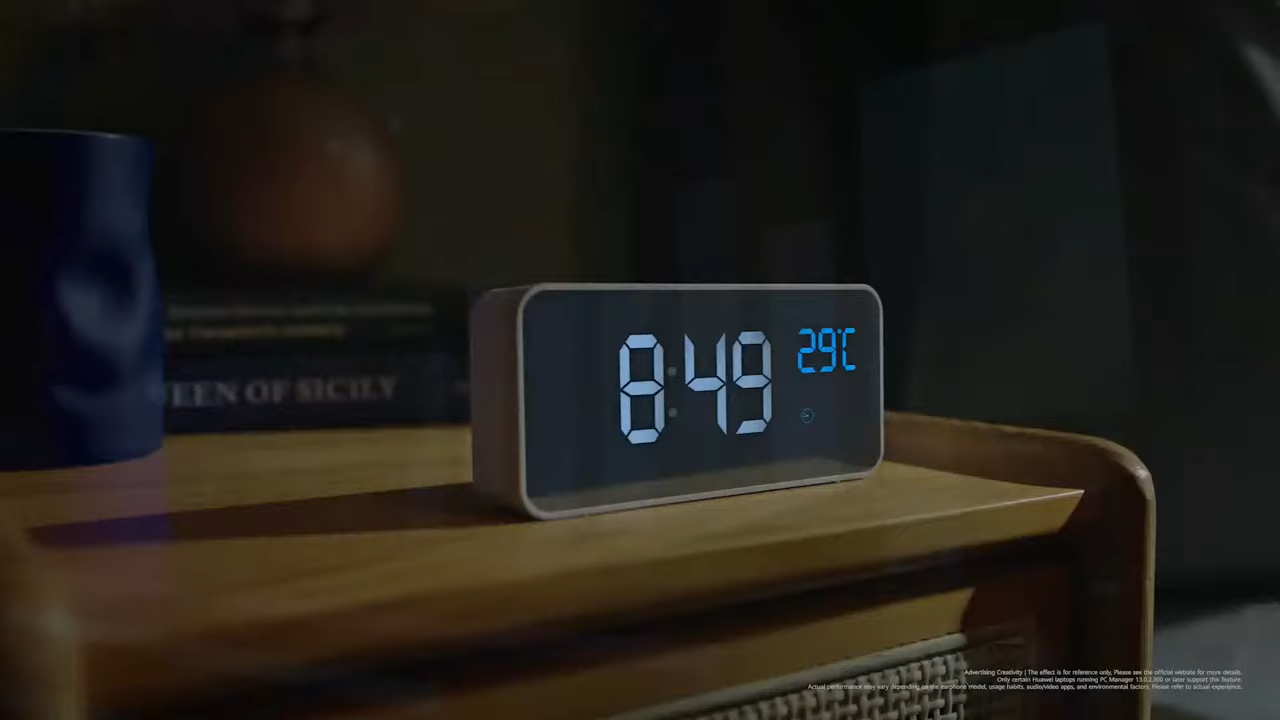 EEN OF SICILY
8:49
29°C
Advertising Creativity | The effect is for reference only. Please see the official website for more details.
Only certain Huawei laptops running PC Manager 13.0.2.300 or later support this feature.
Actual performance may vary depending on the earphone model, usage habits, audio/video apps, and environmental factors. Please refer to actual experience.